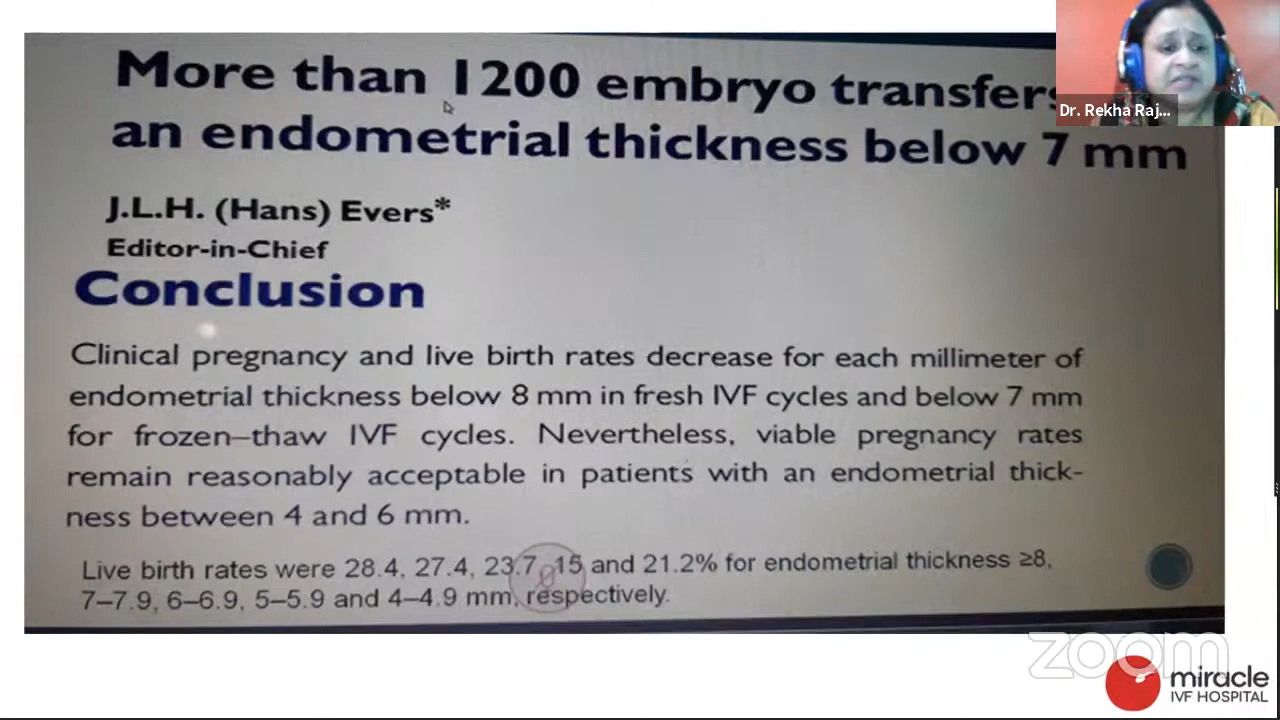 More than 1200 embryo transfers
an endometrial thickness below 7 mm
Dr. Rekha Raj...
J.L.H. (Hans) Evers*
Editor-in-Chief
Conclusion
Clinical pregnancy and live birth rates decrease for each millimeter of
endometrial thickness below 8 mm in fresh IVF cycles and below 7 mm
for frozen–thaw IVF cycles. Nevertheless, viable pregnancy rates
remain reasonably acceptable in patients with an endometrial thick-
ness between 4 and 6 mm.
Live birth rates were 28.4, 27.4, 23.7, 15 and 21.2% for endometrial thickness ≥8,
7–7.9, 6–6.9, 5–5.9 and 4–4.9 mm, respectively.
zoom
miracle
IVF HOSPITAL